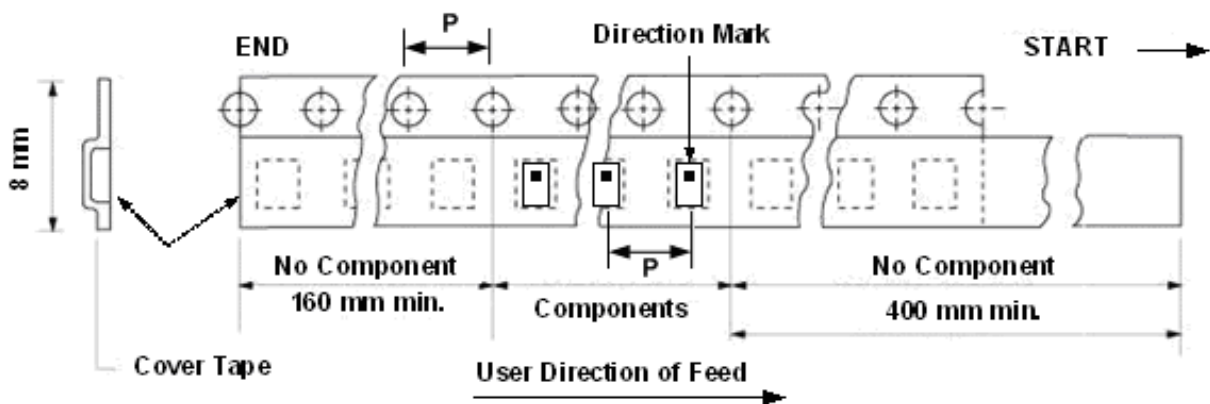 P
END
Direction Mark
START
8 mm
P
No Component
160 mm min.
Components
No Component
400 mm min.
Cover Tape
User Direction of Feed